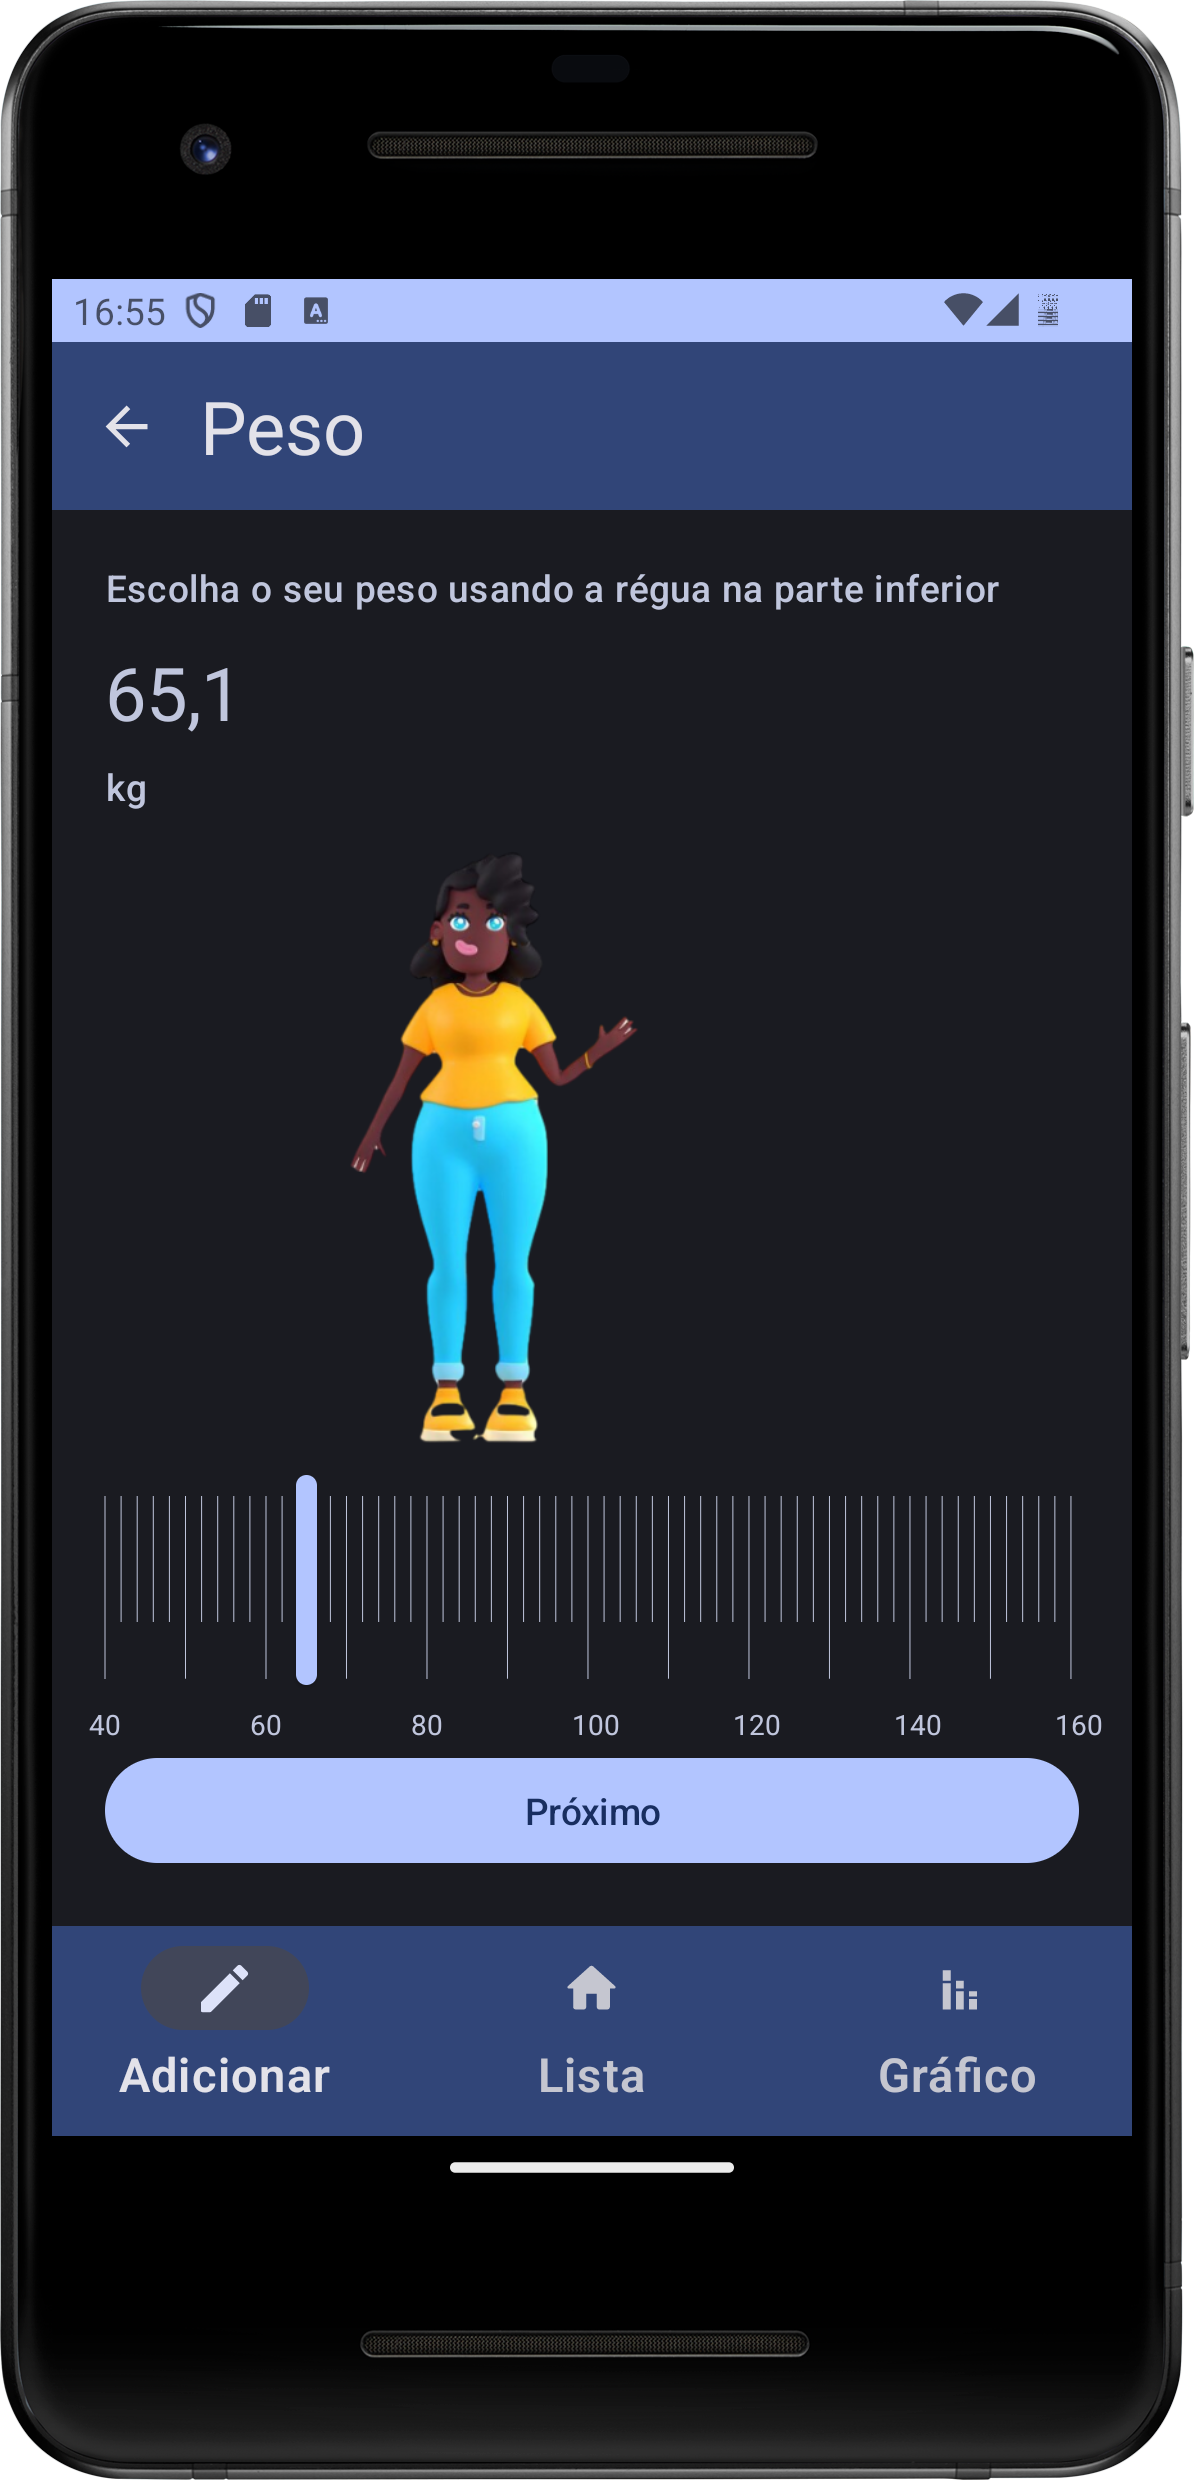 16:55
Peso
Escolha o seu peso usando a régua na parte inferior
65,1
kg
40 60 80 100 120 140 160
Próximo
Adicionar Lista Gráfico